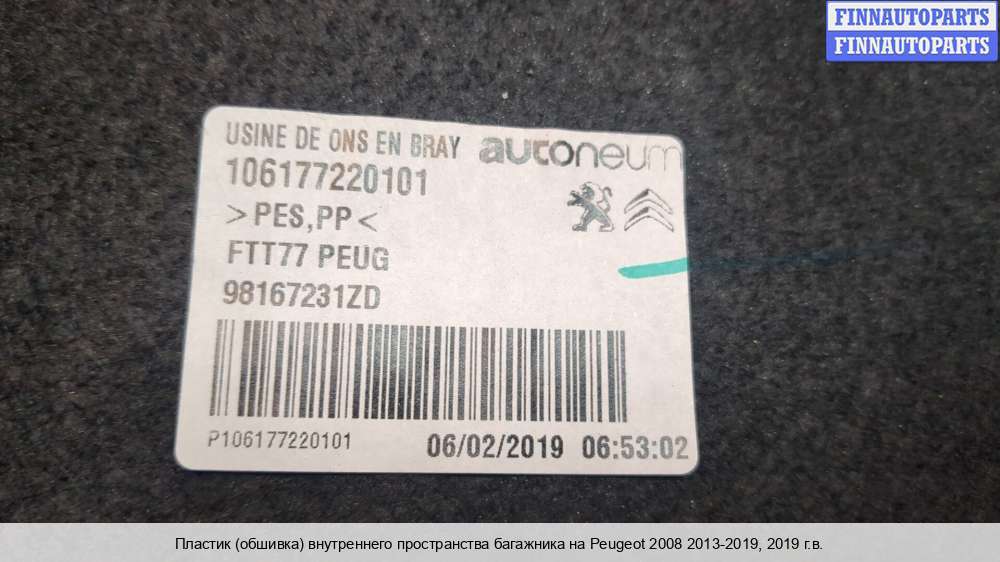 FINNAUTOPARTS
FINNAUTOPARTS
USINE DE ONS EN BRAY autoneum
106177220101
>PES,PP<
FTT77 PEUG
98167231ZD
P106177220101 06/02/2019 06:53:02
Пластик (обшивка) внутреннего пространства багажника на Peugeot 2008 2013-2019, 2019 г.в.